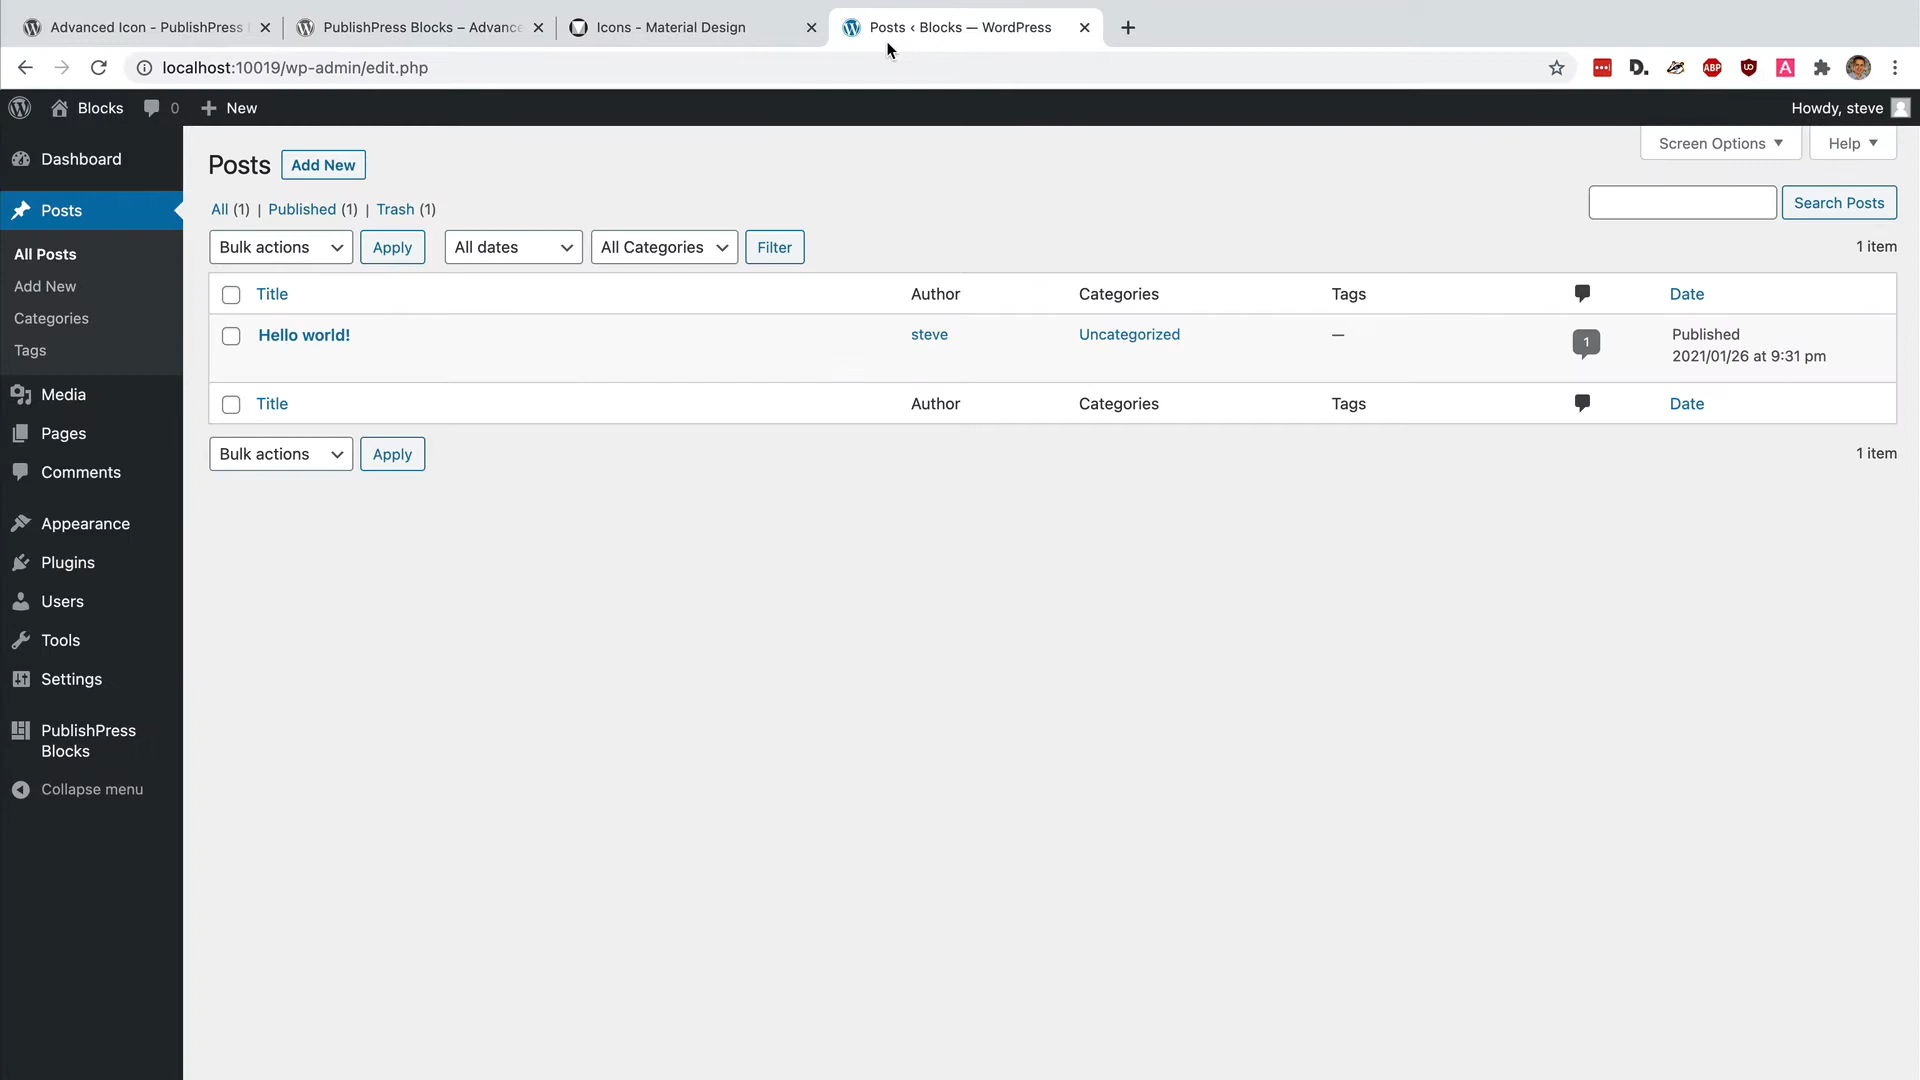 Advanced Icon - PublishPress
PublishPress Blocks – Advance
Icons - Material Design
Posts ‹ Blocks — WordPress
localhost:10019/wp-admin/edit.php
D.
ABP
A
Blocks
0
New
Howdy, steve
Dashboard
Posts
All Posts
Add New
Categories
Tags
Media
Pages
Comments
Appearance
Plugins
Users
Tools
Settings
PublishPress
Blocks
Collapse menu
Screen Options
Help
Posts
Add New
All (1) | Published (1) | Trash (1)
Search Posts
Bulk actions
Apply
All dates
All Categories
Filter
1 item
Title
Author
Categories
Tags
Date
Hello world!
steve
Uncategorized
—
1
Published
2021/01/26 at 9:31 pm
Title
Author
Categories
Tags
Date
Bulk actions
Apply
1 item